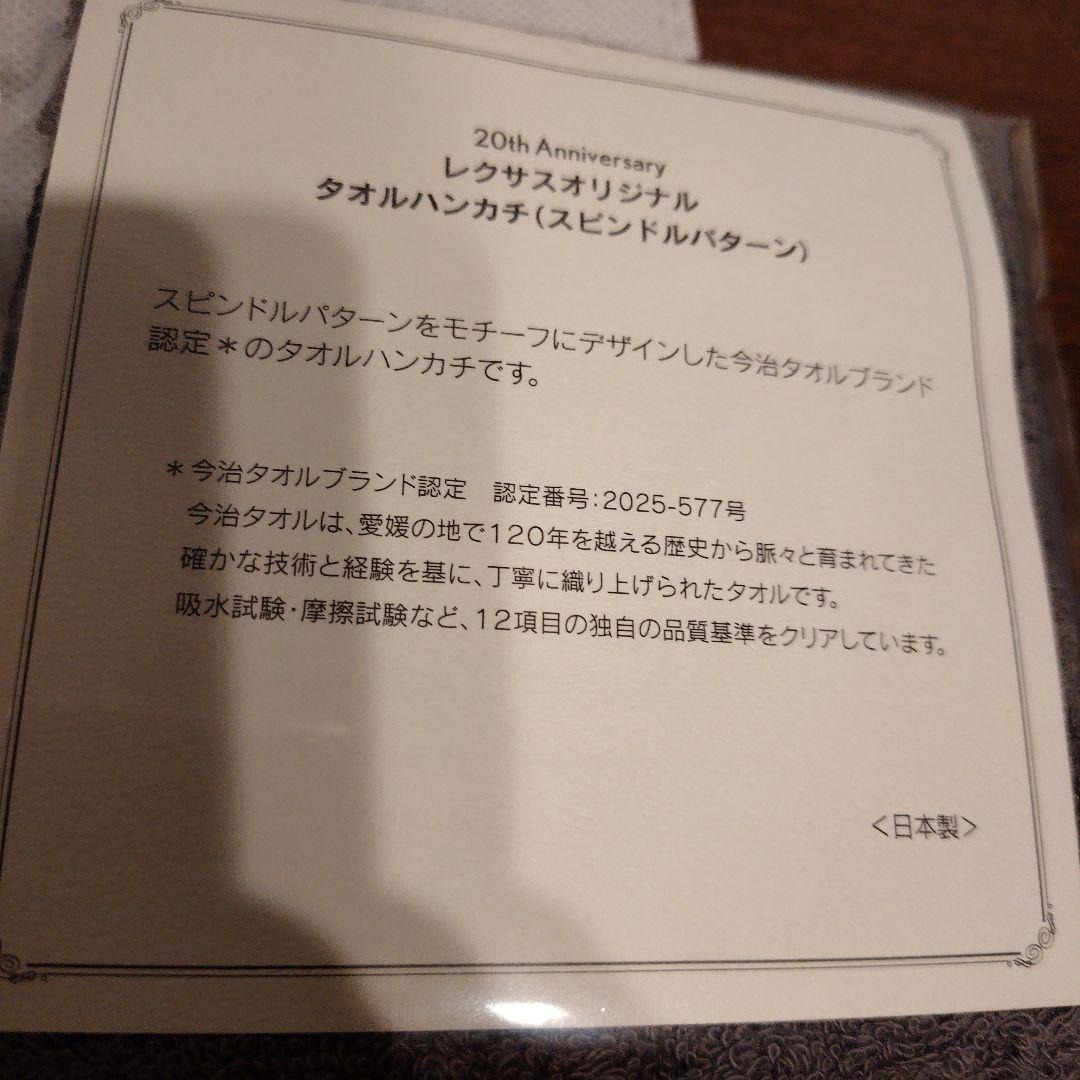 20th Anniversary
レクサスオリジナル
タオルハンカチ(スピンドルパターン)
スピンドルパターンをモチーフにデザインした今治タオルブランド
認定＊のタオルハンカチです。
＊今治タオルブランド認定　認定番号:2025-577号
今治タオルは、愛媛の地で120年を越える歴史から脈々と育まれてきた
確かな技術と経験を基に、丁寧に織り上げられたタオルです。
吸水試験・摩擦試験など、12項目の独自の品質基準をクリアしています。
＜日本製＞